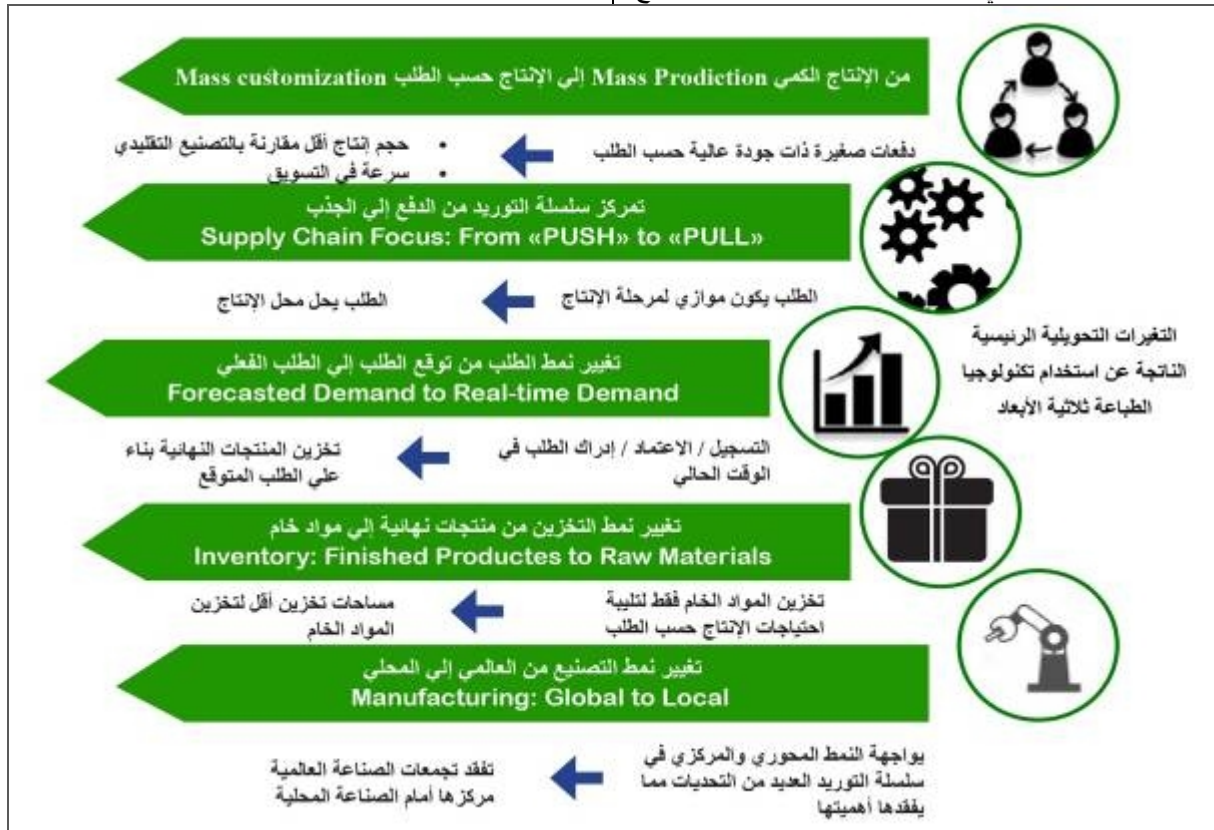 من الإنتاج الكمى Mass Prodiction إلي الإنتاج حسب الطلب Mass customization
دفعات صغيرة ذات جودة عالية حسب الطلب
• حجم إنتاج أقل مقارنة بالتصنيع التقليدي
• سرعة في التسويق
تمركز سلسلة التوريد من الدفع إلي الجذب
Supply Chain Focus: From «PUSH» to «PULL»
الطلب يكون موازي لمرحلة الإنتاج
الطلب يحل محل الإنتاج
التغيرات التحويلية الرئيسية
الناتجة عن استخدام تكنولوجيا
الطباعة ثلاثية الأبعاد
تغيير نمط الطلب من توقع الطلب إلي الطلب الفعلي
Forecasted Demand to Real-time Demand
التسجيل / الاعتماد / إدراك الطلب في
الوقت الحالي
تخزين المنتجات النهائية بناء
علي الطلب المتوقع
تغيير نمط التخزين من منتجات نهائية إلي مواد خام
Inventory: Finished Productes to Raw Materials
تخزين المواد الخام فقط لتلبية
احتياجات الإنتاج حسب الطلب
مساحات تخزين أقل لتخزين
المواد الخام
تغيير نمط التصنيع من العالمي إلي المحلي
Manufacturing: Global to Local
يواجهة النمط المحوري والمركزي في
سلسلة التوريد العديد من التحديات مما
يفقدها أهميتها
تفقد تجمعات الصناعة العالمية
مركزها أمام الصناعة المحلية